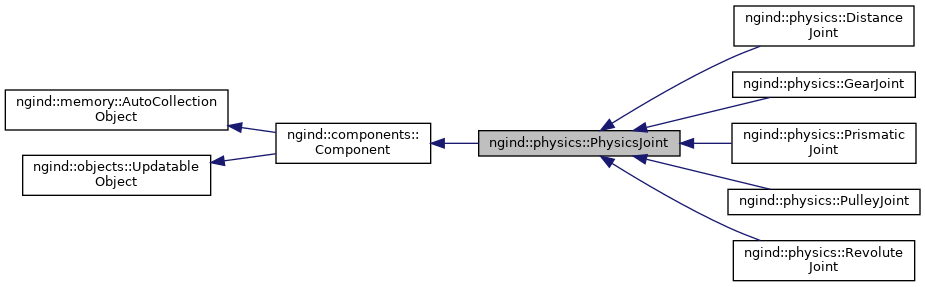 ngind::memory::AutoCollection
Object
ngind::objects::Updatable
Object
ngind::components::
Component
ngind::physics::PhysicsJoint
ngind::physics::Distance
Joint
ngind::physics::GearJoint
ngind::physics::Prismatic
Joint
ngind::physics::PulleyJoint
ngind::physics::Revolute
Joint